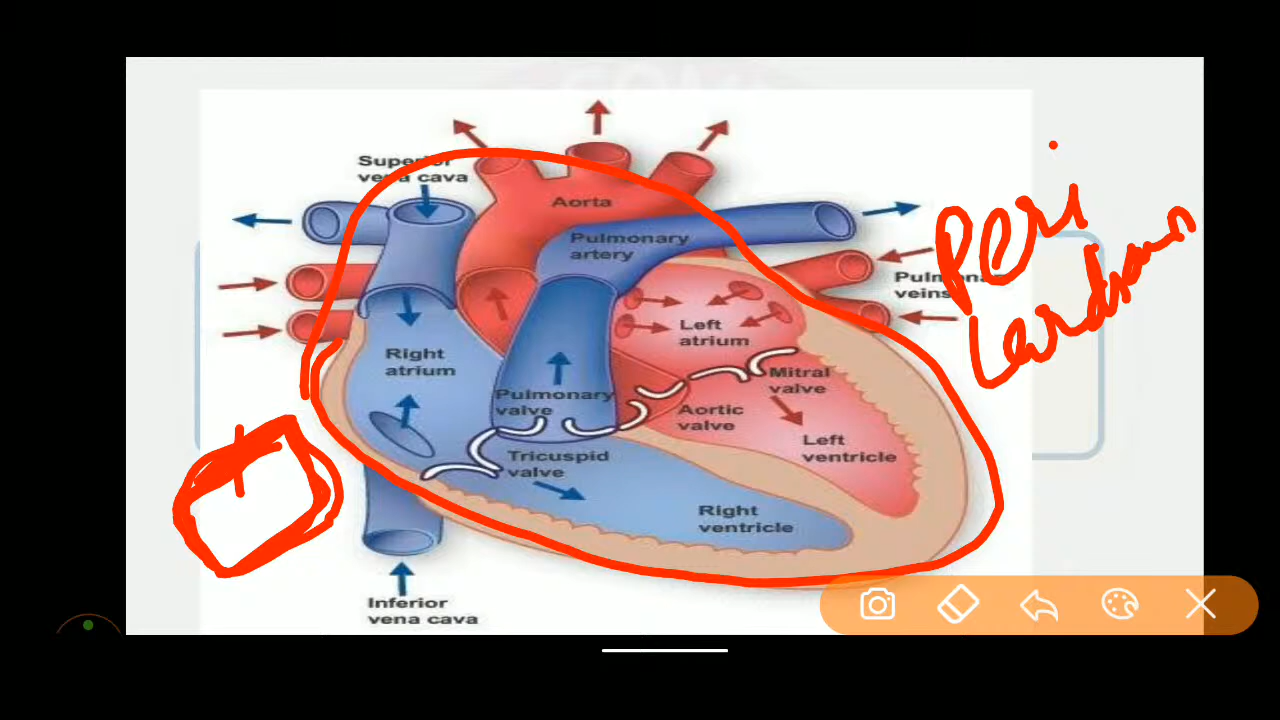 Superior
vena cava
Aorta
Pulmonary
artery
Pulmonary
veins
Peri
Cardium
Left
atrium
Right
atrium
Mitral
valve
Pulmonary
valve
Aortic
valve
Left
ventricle
Tricuspid
valve
Right
ventricle
Inferior
vena cava